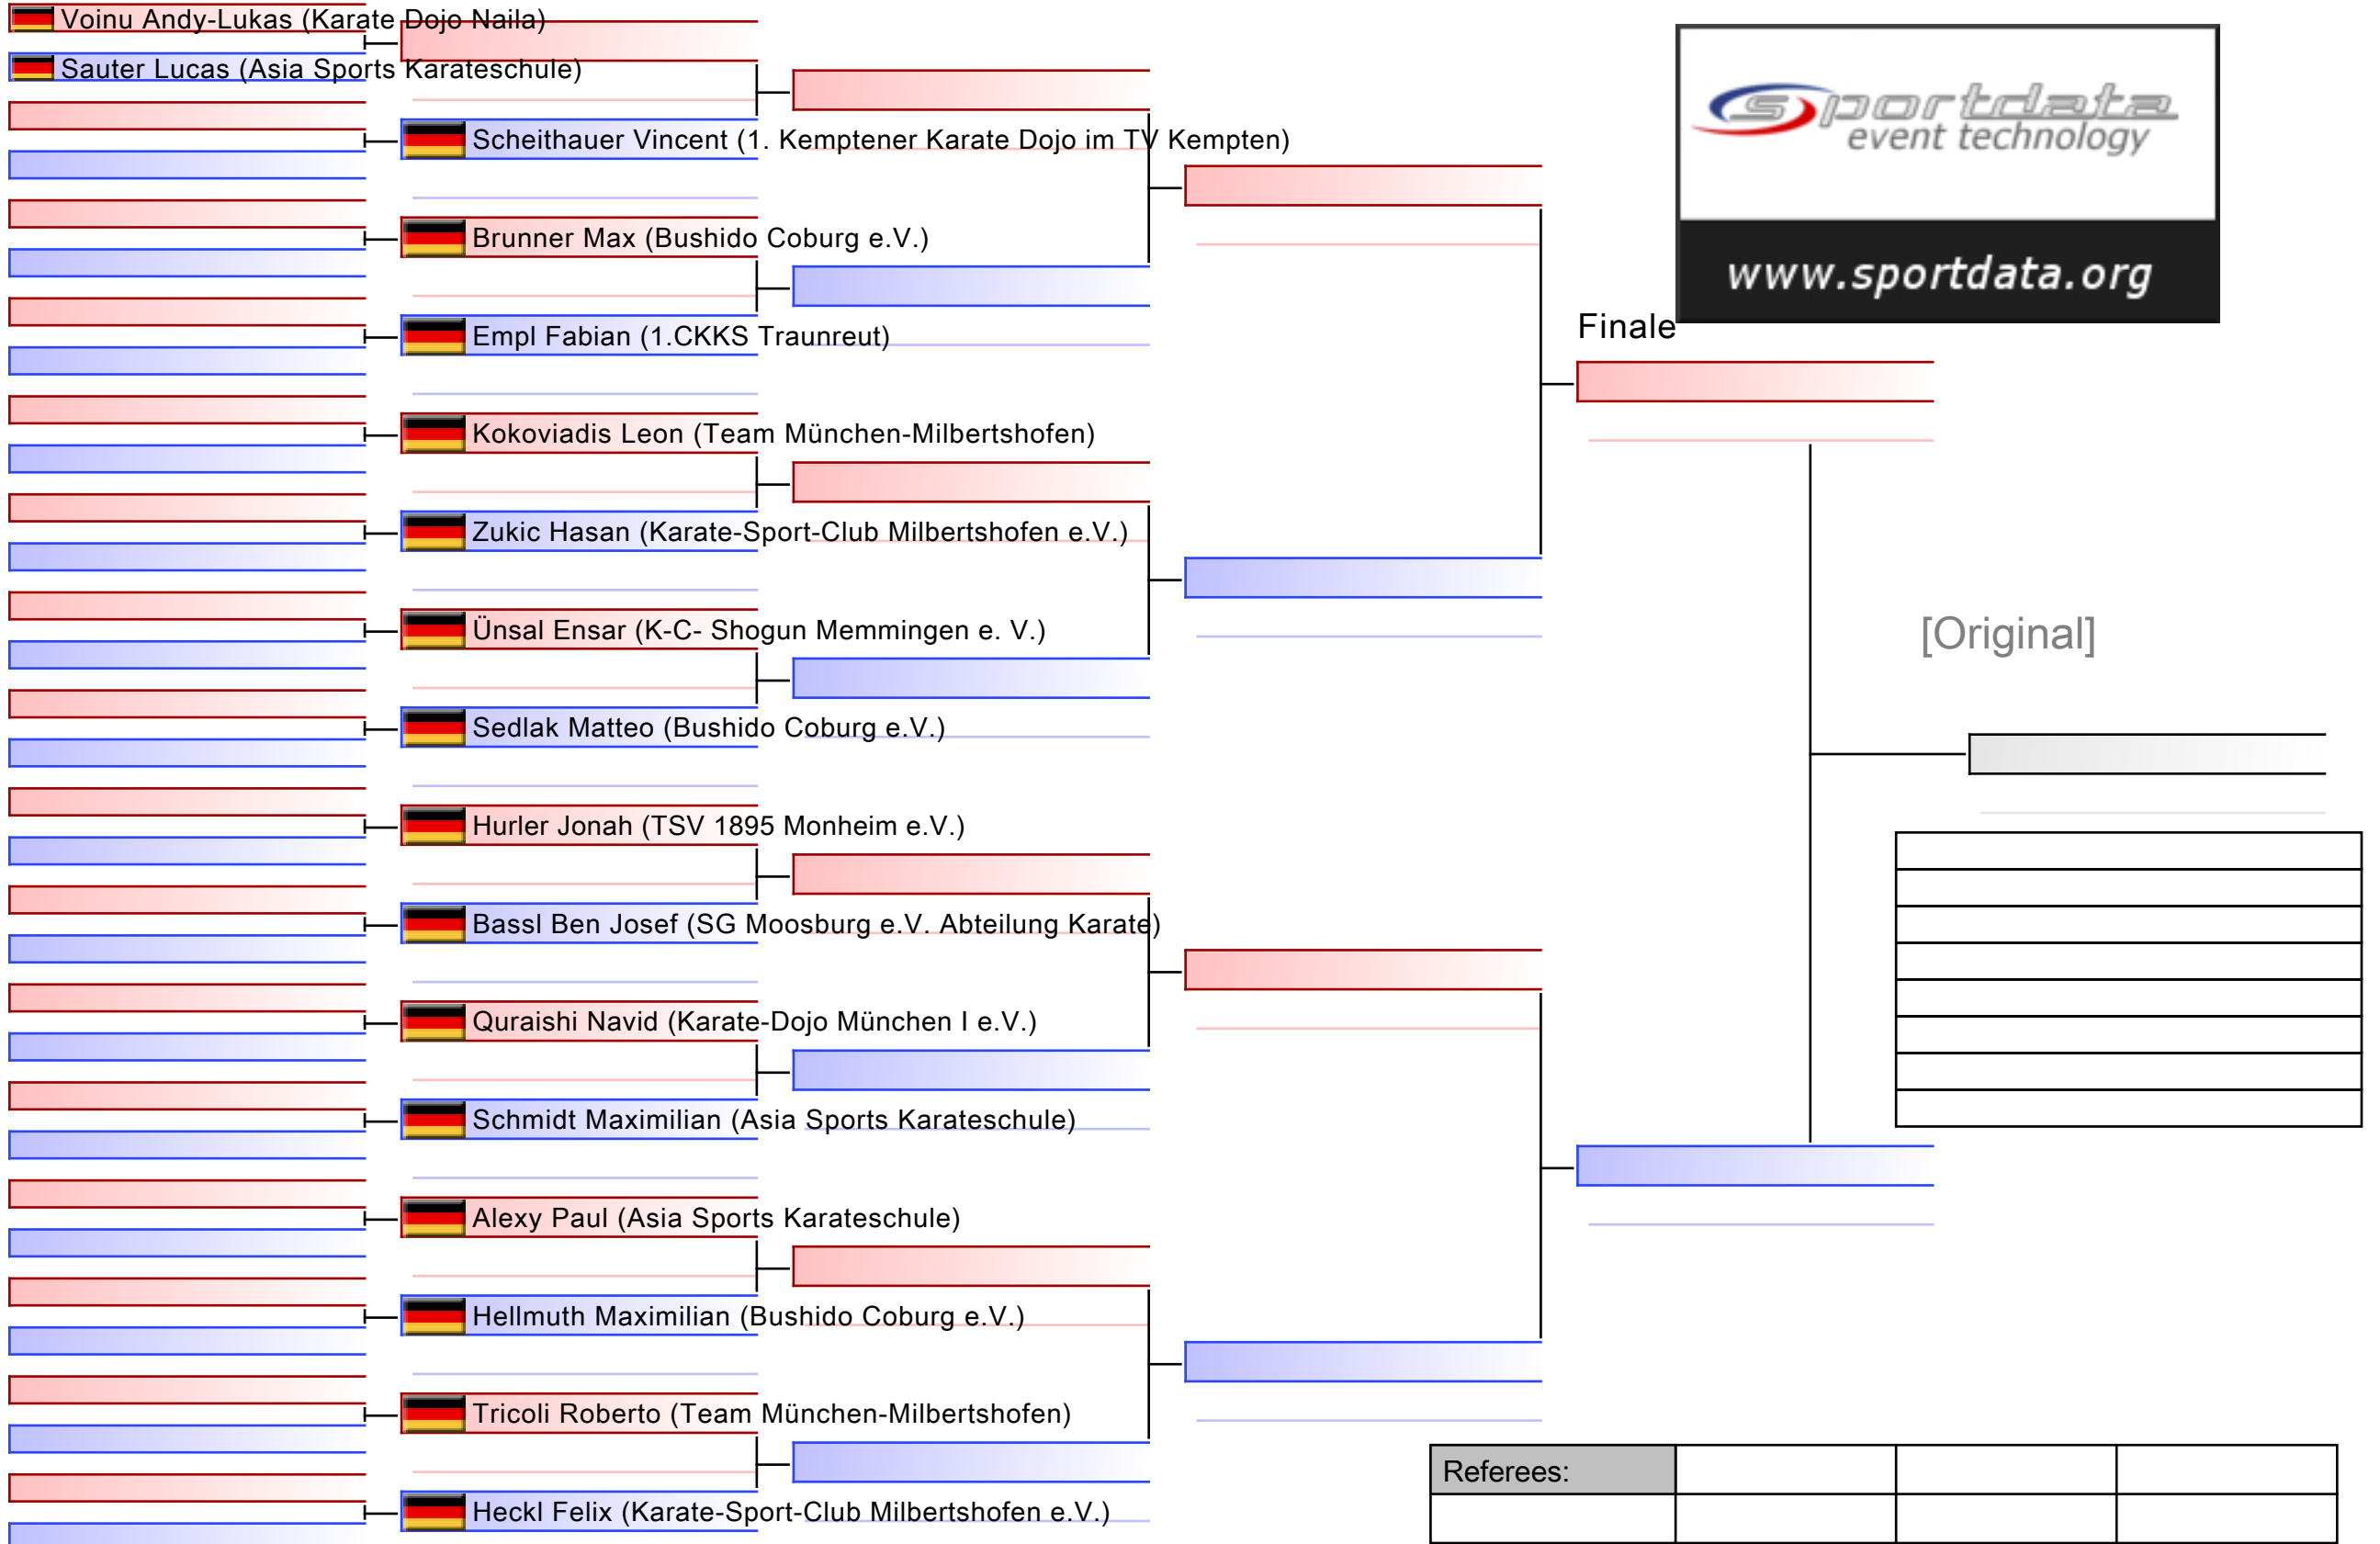 Voinu Andy-Lukas (Karate Dojo Naila)
Sauter Lucas (Asia Sports Karateschule)
Scheithauer Vincent (1. Kemptener Karate Dojo im TV Kempten)
Brunner Max (Bushido Coburg e.V.)
Empl Fabian (1.CKKS Traunreut)
Kokoviadis Leon (Team München-Milbertshofen)
Zukic Hasan (Karate-Sport-Club Milbertshofen e.V.)
Ünsal Ensar (K-C- Shogun Memmingen e. V.)
Sedlak Matteo (Bushido Coburg e.V.)
Hurler Jonah (TSV 1895 Monheim e.V.)
Bassl Ben Josef (SG Moosburg e.V. Abteilung Karate)
Quraishi Navid (Karate-Dojo München I e.V.)
Schmidt Maximilian (Asia Sports Karateschule)
Alexy Paul (Asia Sports Karateschule)
Hellmuth Maximilian (Bushido Coburg e.V.)
Tricoli Roberto (Team München-Milbertshofen)
Heckl Felix (Karate-Sport-Club Milbertshofen e.V.)
sportdata
event technology
www.sportdata.org
Finale
[Original]
Referees: